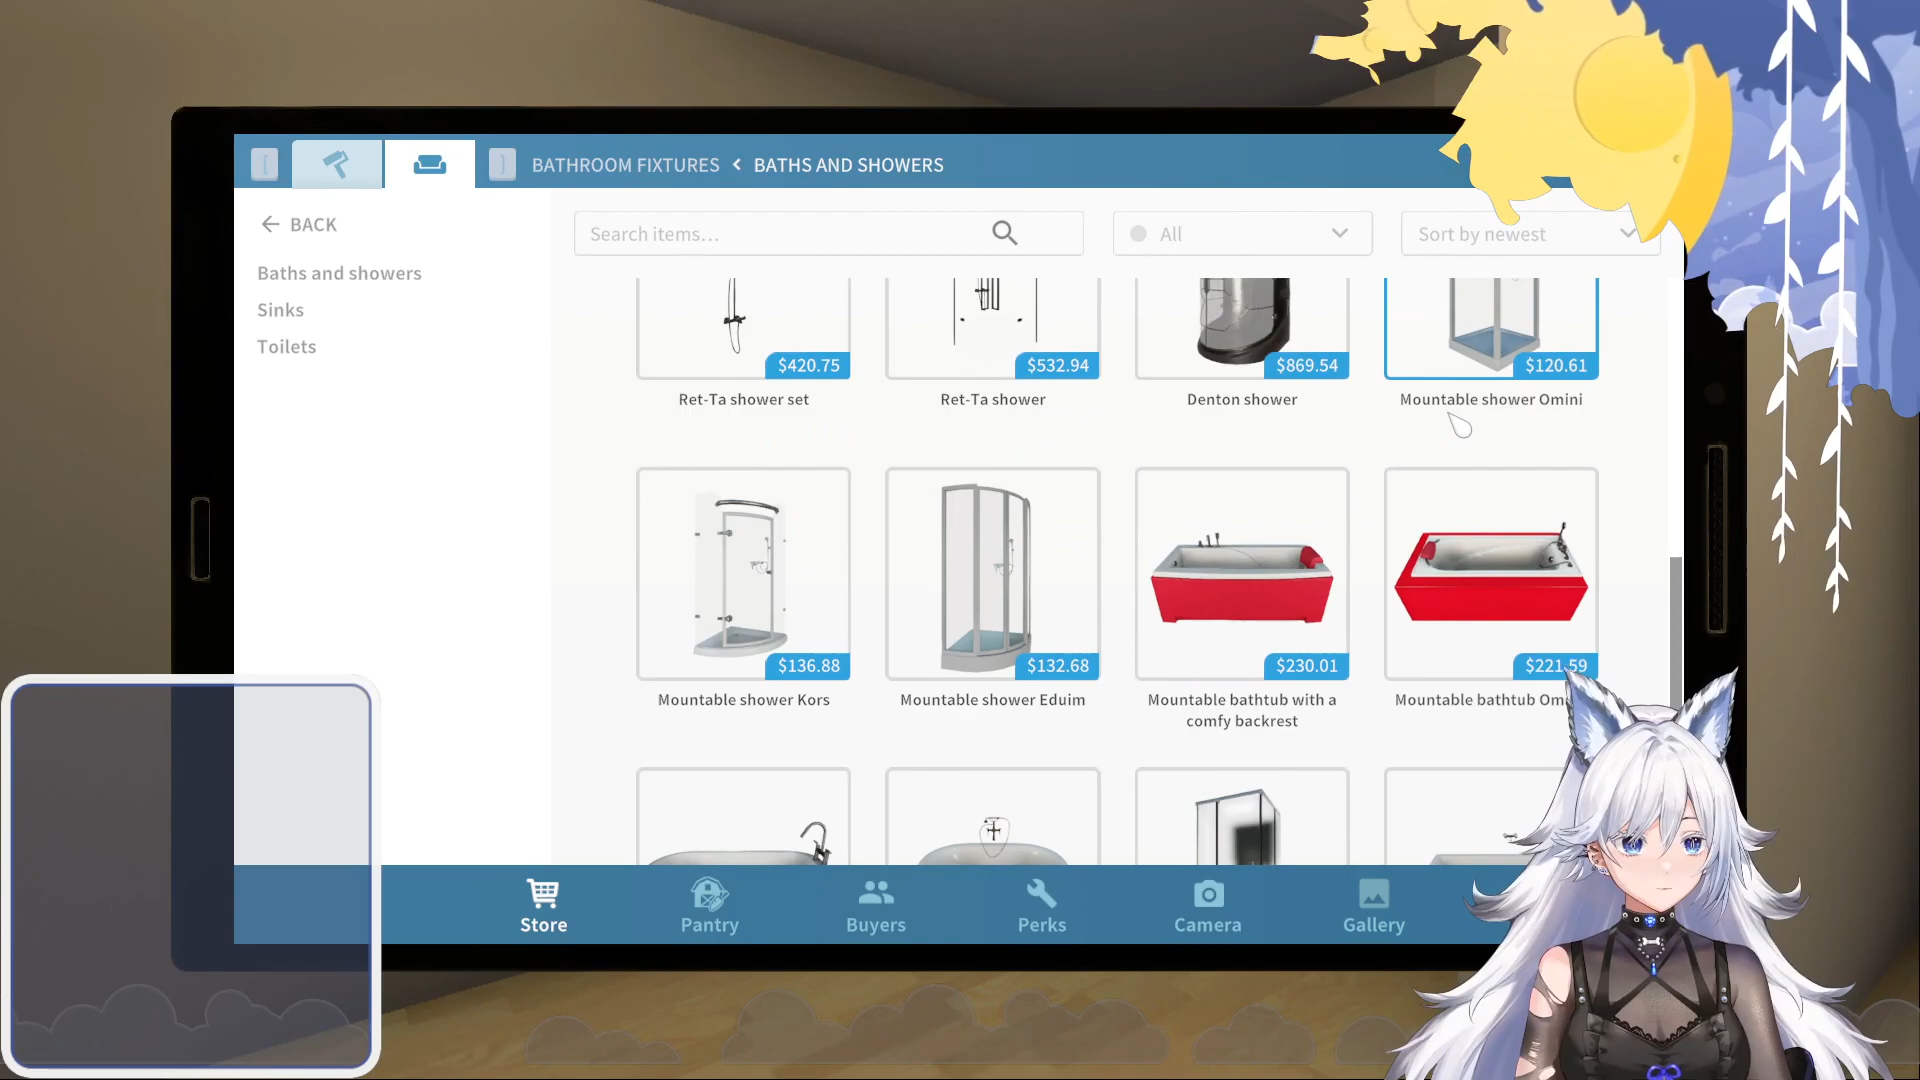 BATHROOM FIXTURES < BATHS AND SHOWERS
BACK
Baths and showers
Sinks
Toilets
Search items...
All
Sort by newest
$420.75
$532.94
$869.54
$120.61
Ret-Ta shower set
Ret-Ta shower
Denton shower
Mountable shower Omini
$136.88
$132.68
$230.01
$221.59
Mountable shower Kors
Mountable shower Eduim
Mountable bathtub with a
comfy backrest
Mountable bathtub
Store
Pantry
Buyers
Perks
Camera
Gallery